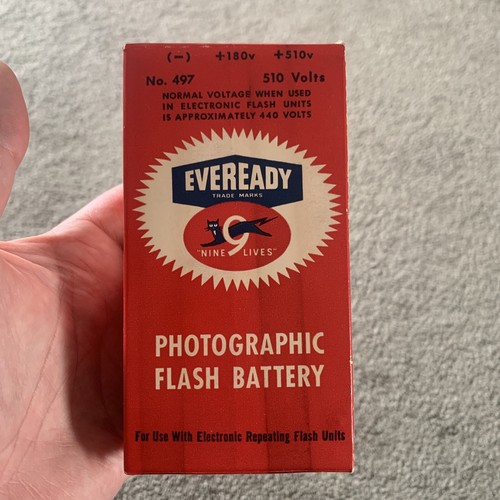 (-) +180v +510v
No. 497 510 Volts
NORMAL VOLTAGE WHEN USED
IN ELECTRONIC FLASH UNITS
IS APPROXIMATELY 440 VOLTS
EVEREADY
TRADE MARKS
9
"NINE LIVES"
PHOTOGRAPHIC
FLASH BATTERY
For Use With Electronic Repeating Flash Units